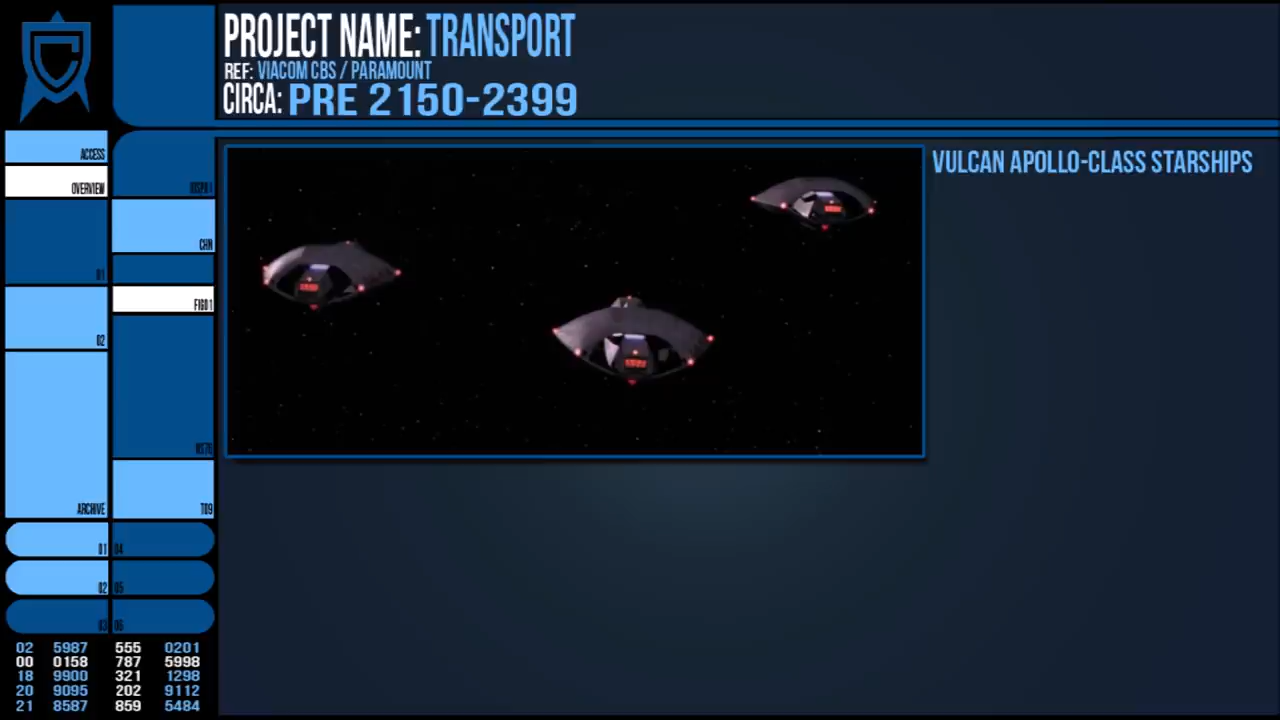 PROJECT NAME: TRANSPORT
REF: VIACOM CBS / PARAMOUNT
CIRCA: PRE 2150-2399
ACCESS
OVERVIEW
01
02
ARCHIVE
CHN
FIG01
T09
VULCAN APOLLO-CLASS STARSHIPS
01 04
02 05
03 06
02 5987 555 0201
00 0158 787 5998
18 9900 321 1298
20 9095 202 9112
21 8587 859 5484